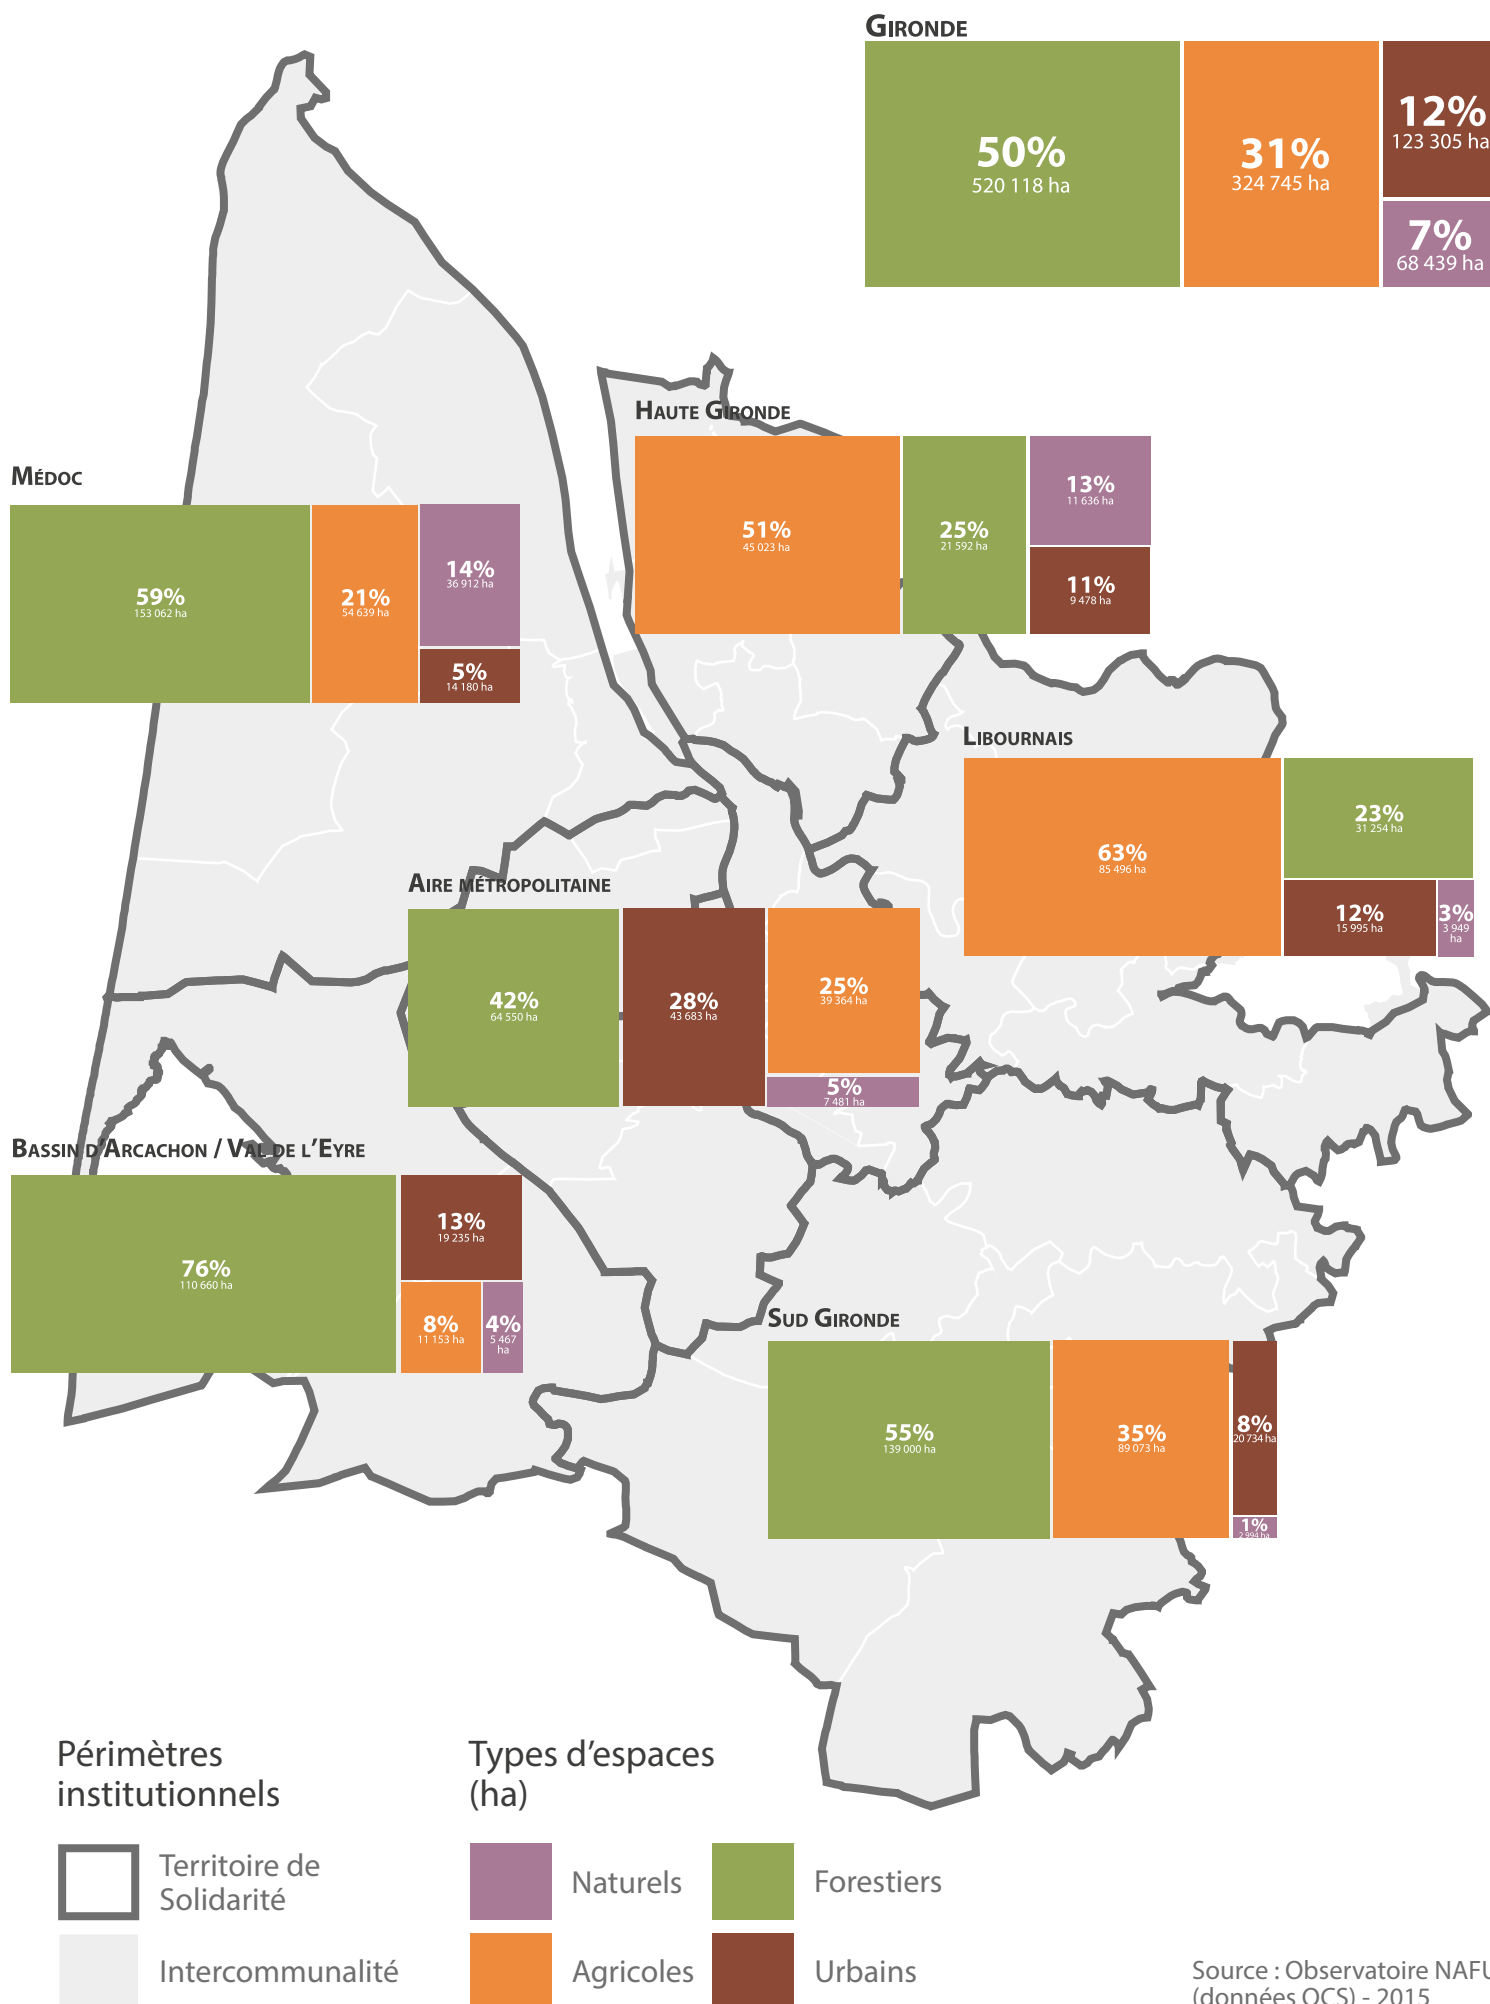 GIRONDE
50%
520 118 ha
31%
324 745 ha
12%
123 305 ha
7%
68 439 ha
HAUTE GIRONDE
51%
45 023 ha
25%
21 592 ha
13%
11 636 ha
11%
9 478 ha
MÉDOC
59%
153 062 ha
21%
54 639 ha
14%
36 912 ha
5%
14 180 ha
LIBOURNAIS
63%
85 496 ha
23%
31 254 ha
12%
15 995 ha
3%
3 949
ha
AIRE MÉTROPOLITAINE
42%
64 550 ha
28%
43 683 ha
25%
39 364 ha
5%
7 481 ha
BASSIN D'ARCACHON / VAL DE L'EYRE
76%
110 660 ha
13%
19 235 ha
8%
11 153 ha
4%
5 467
ha
SUD GIRONDE
55%
139 000 ha
35%
89 073 ha
8%
20 734 ha
1%
2 994 ha
Périmètres
institutionnels
Territoire de
Solidarité
Intercommunalité
Types d'espaces
(ha)
Naturels
Forestiers
Agricoles
Urbains
Source : Observatoire NAFU
(données OCS) - 2015